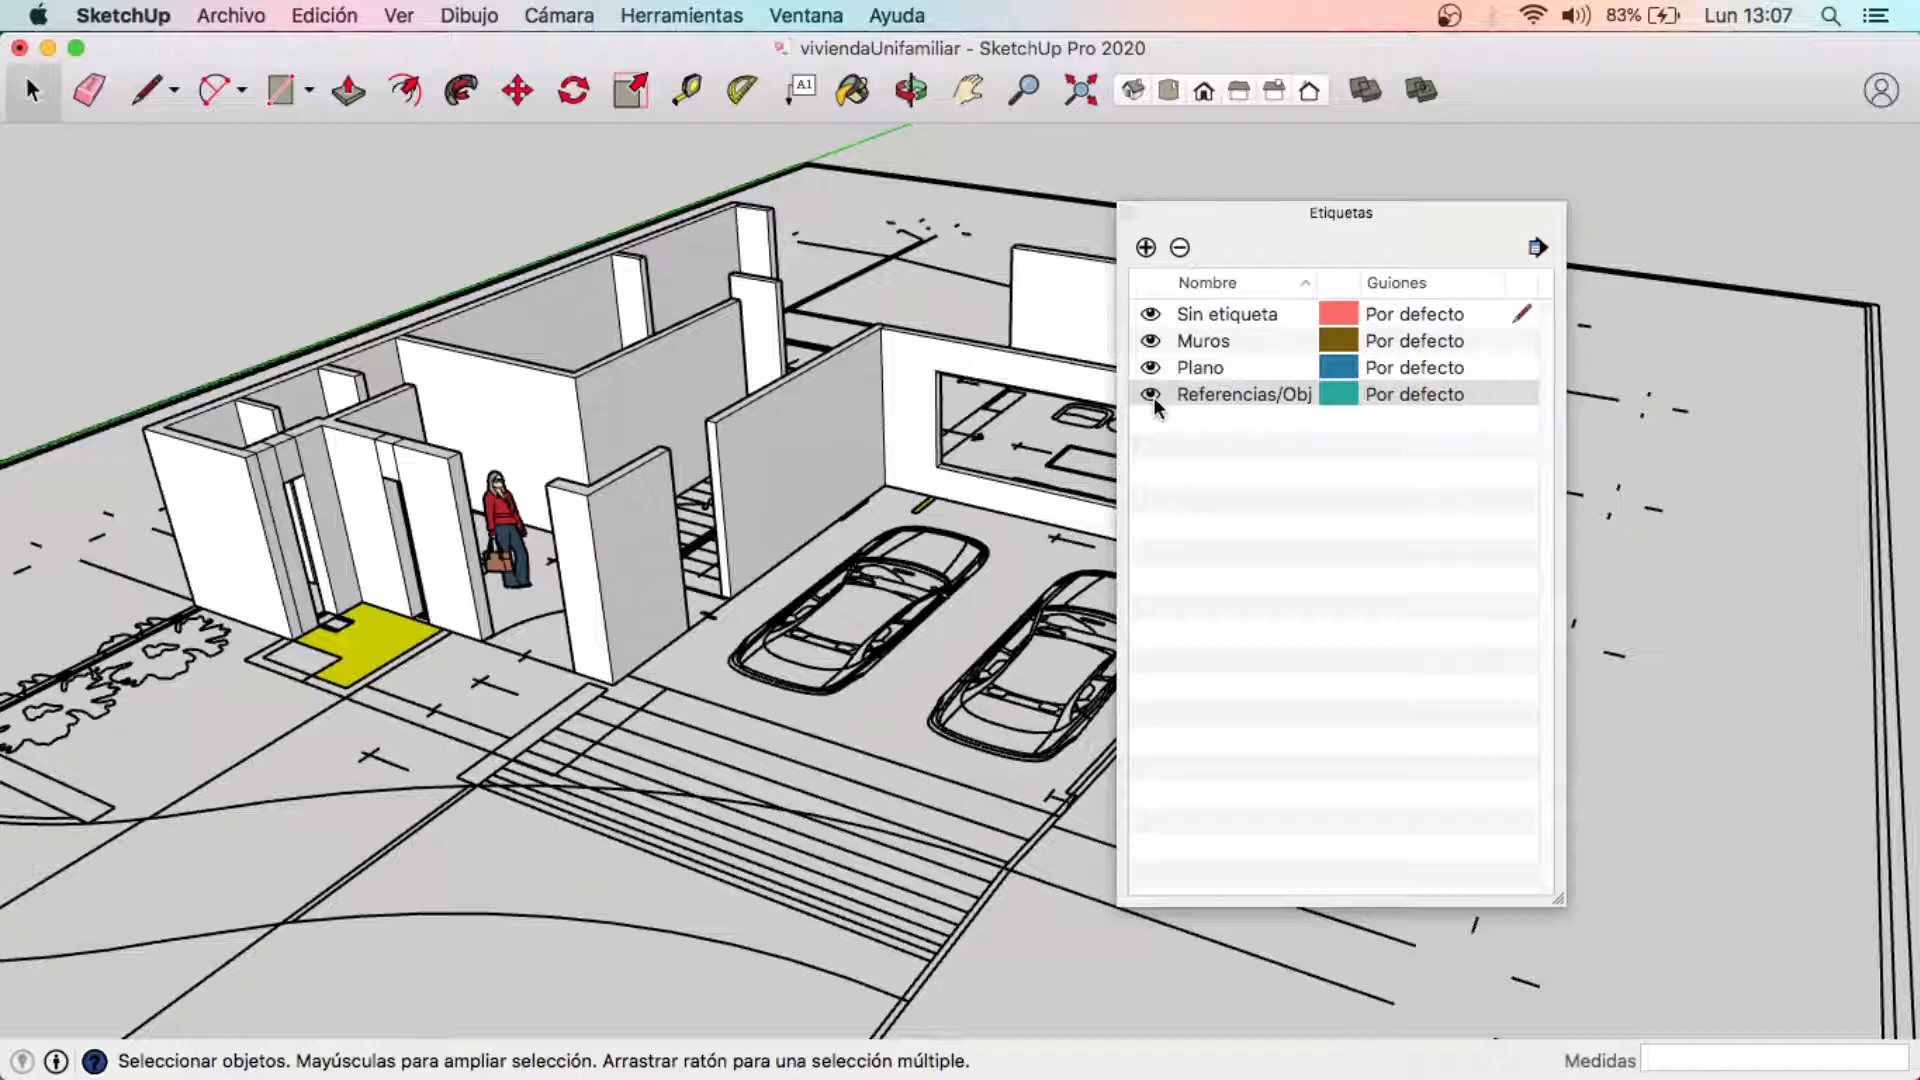 SketchUp Archivo Edición Ver Dibujo Cámara Herramientas Ventana Ayuda 83% Lun 13:07
viviendaUnifamiliar - SketchUp Pro 2020
A1
Etiquetas
Nombre Guiones
Sin etiqueta Por defecto
Muros Por defecto
Plano Por defecto
Referencias/Obj Por defecto
Seleccionar objetos. Mayúsculas para ampliar selección. Arrastrar ratón para una selección múltiple. Medidas